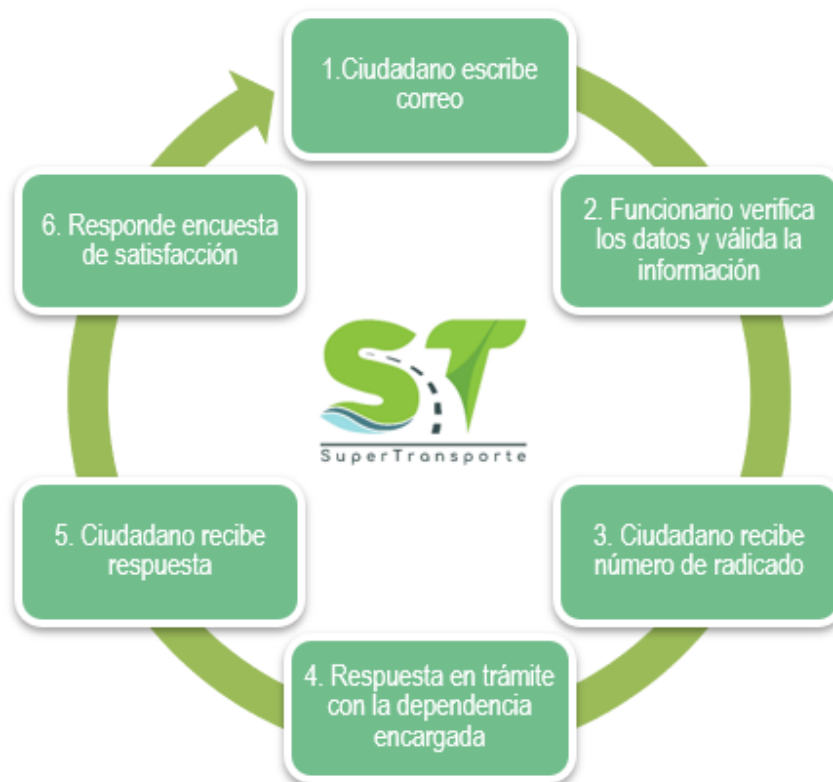 1.Ciudadano escribe
correo
2. Funcionario verifica
los datos y válida la
información
3. Ciudadano recibe
número de radicado
4. Respuesta en trámite
con la dependencia
encargada
5. Ciudadano recibe
respuesta
6. Responde encuesta
de satisfacción
ST
SuperTransporte